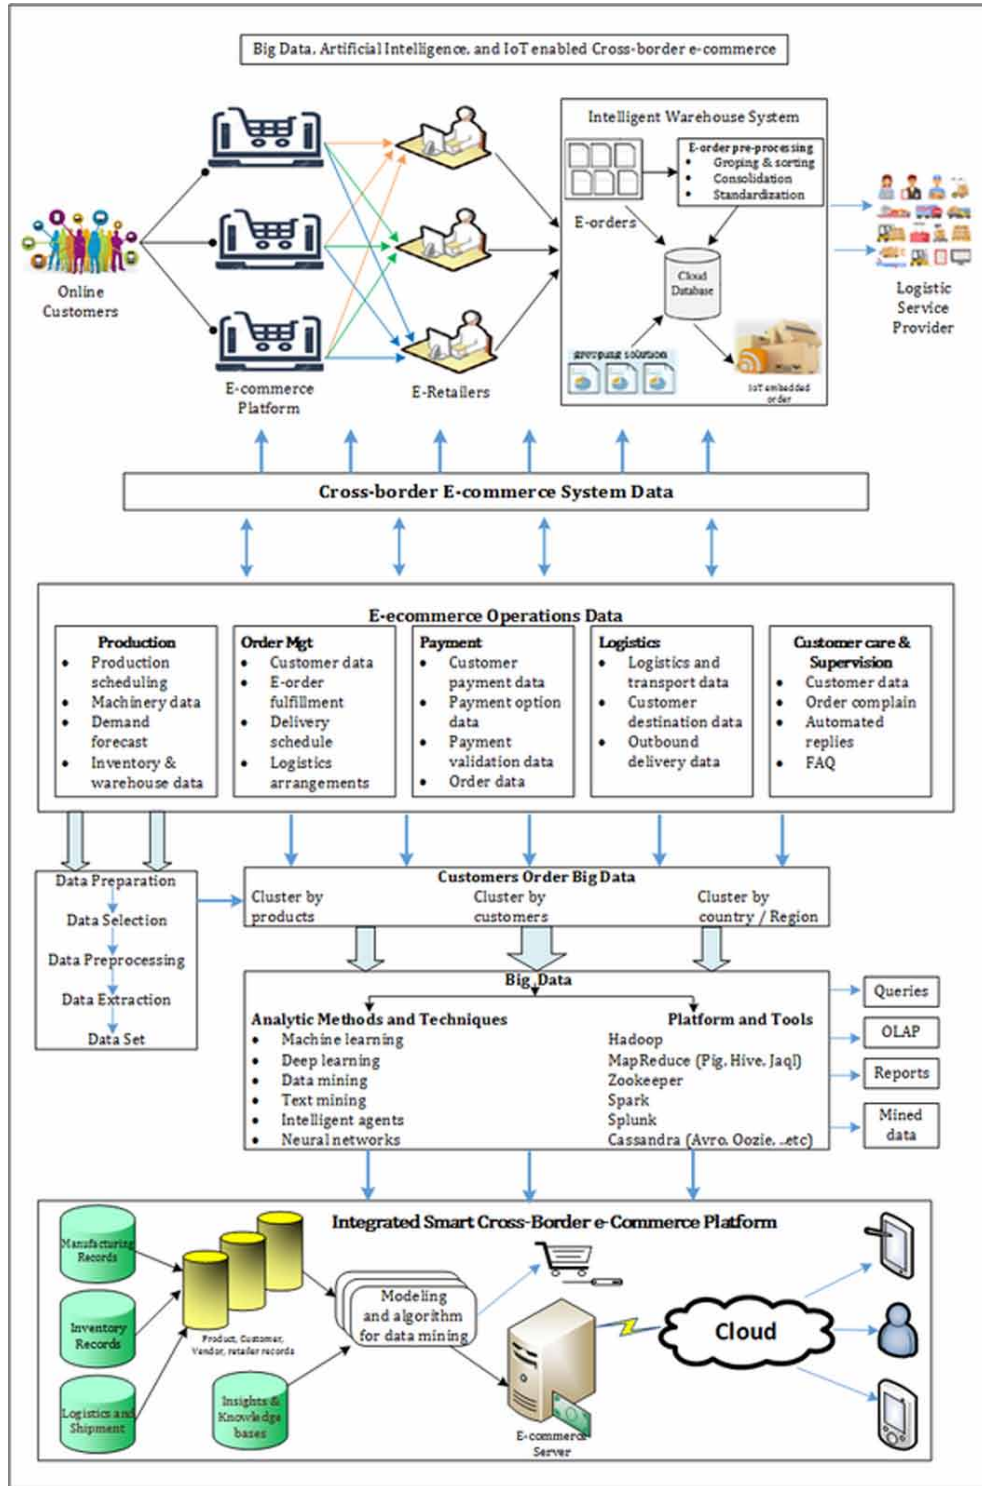 Big Data, Artificial Intelligence, and IoT enabled Cross-border e-commerce
Online
Customers
E-commerce
Platform
E-Retailers
Intelligent Warehouse System
E-orders
E-order pre-processing
• Groping & sorting
• Consolidation
• Standardization
Cloud
Database
grouping solution
IoT embedded
order
Logistic
Service
Provider
Cross-border E-commerce System Data
E-ecommerce Operations Data
Production
• Production
scheduling
• Machinery data
• Demand
forecast
• Inventory &
warehouse data
Order Mgt
• Customer data
• E-order
fulfillment
• Delivery
schedule
• Logistics
arrangements
Payment
• Customer
payment data
• Payment option
data
• Payment
validation data
• Order data
Logistics
• Logistics and
transport data
• Customer
destination data
• Outbound
delivery data
Customer care &
Supervision
• Customer data
• Order complain
• Automated
replies
• FAQ
Data Preparation
Data Selection
Data Preprocessing
Data Extraction
Data Set
Customers Order Big Data
Cluster by
products
Cluster by
customers
Cluster by
country / Region
Big Data
Analytic Methods and Techniques
• Machine learning
• Deep learning
• Data mining
• Text mining
• Intelligent agents
• Neural networks
Platform and Tools
Hadoop
MapReduce (Pig, Hive, Jaql)
Zookeeper
Spark
Splunk
Cassandra (Avro, Oozie, ..etc)
Queries
OLAP
Reports
Mined
data
Integrated Smart Cross-Border e-Commerce Platform
Manufacturing
Records
Inventory
Records
Logistics and
Shipment
Product, Customer,
Vendor, retailer records
Insights &
Knowledge
bases
Modeling
and algorithm
for data mining
E-commerce
Server
Cloud